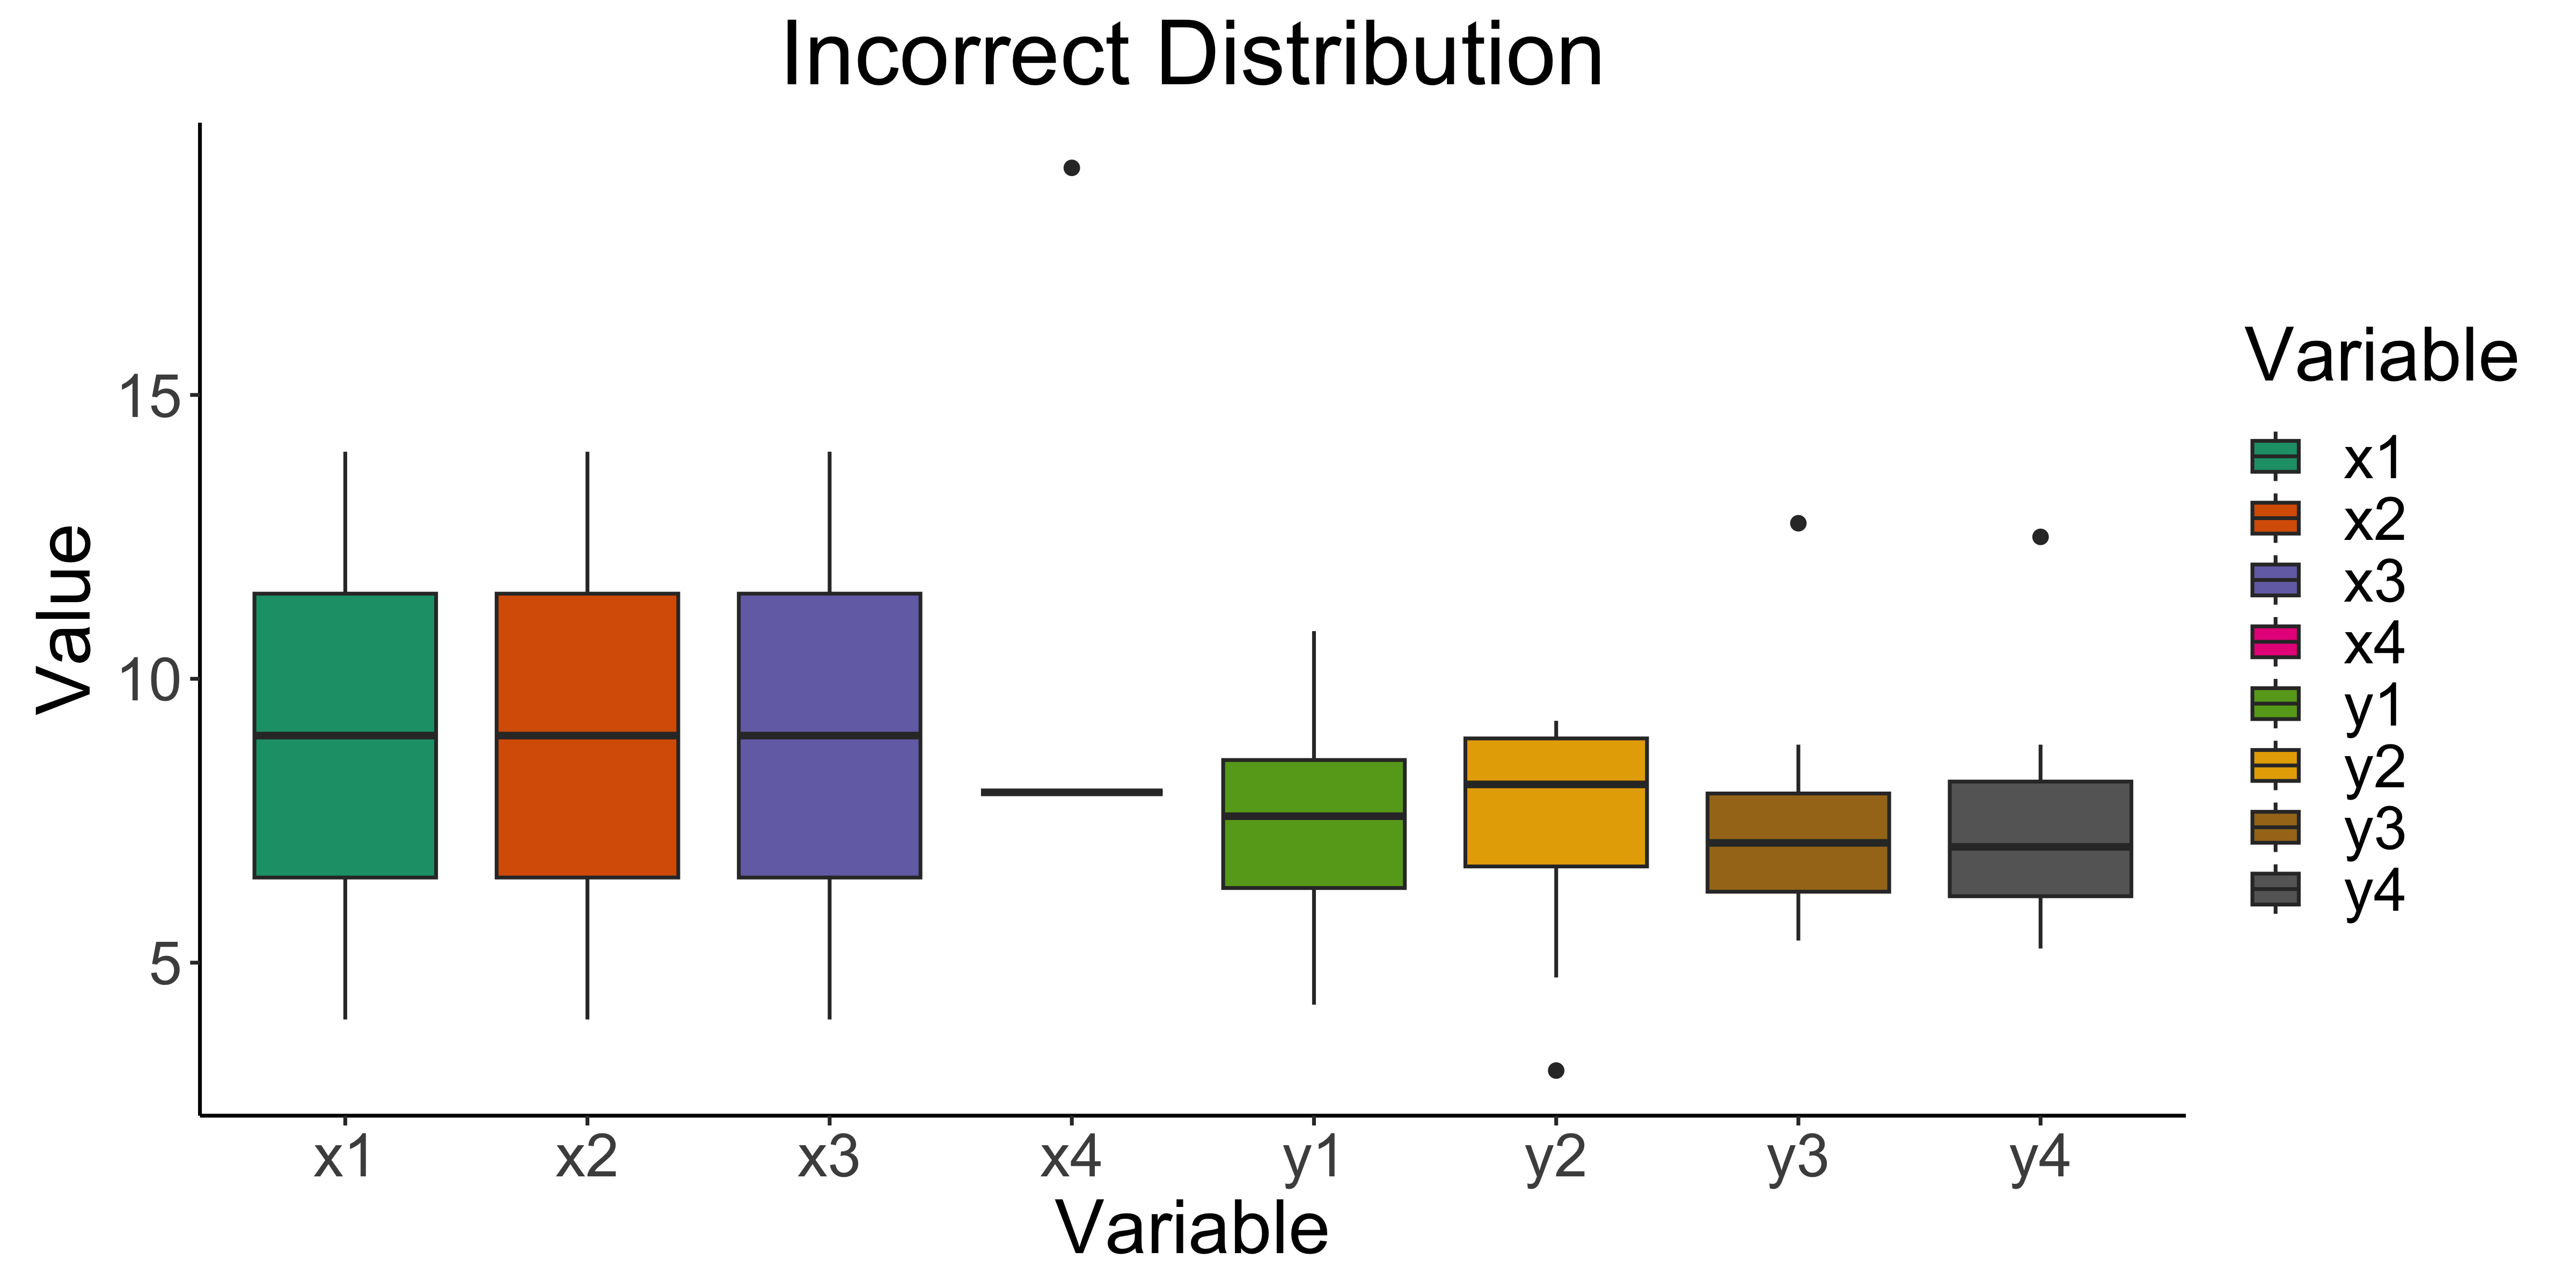 Incorrect Distribution
Value
15
10
5
x1 x2 x3 x4 y1 y2 y3 y4
Variable
Variable
x1
x2
x3
x4
y1
y2
y3
y4